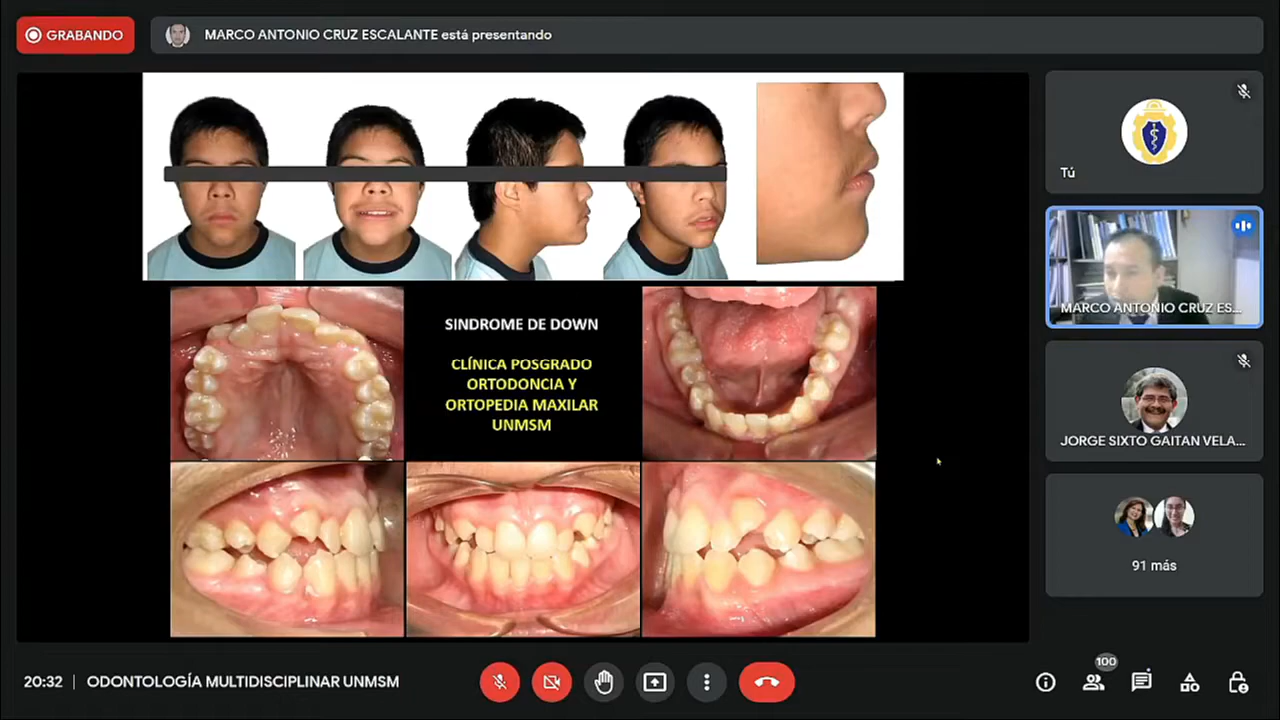 GRABANDO
MARCO ANTONIO CRUZ ESCALANTE está presentando
Tú
SINDROME DE DOWN
CLÍNICA POSGRADO
ORTODONCIA Y
ORTOPEDIA MAXILAR
UNMSM
MARCO ANTONIO CRUZ ES...
JORGE SIXTO GAITAN VELA...
91 más
20:32
ODONTOLOGÍA MULTIDISCIPLINAR UNMSM
100